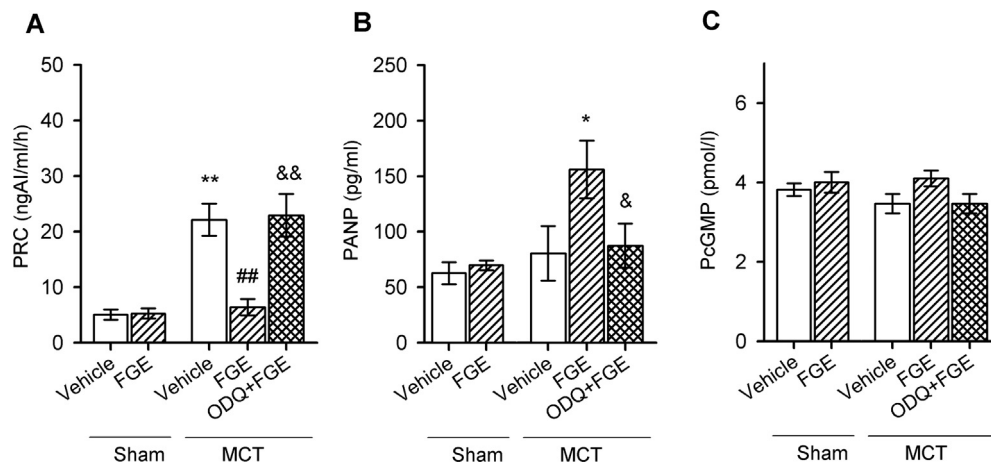 A
PRC (ngAI/ml/h)
50
40
30
20
10
0
**
##
&&
Vehicle
FGE
Vehicle
FGE
ODQ+FGE
Sham
MCT
B
PANP (pg/ml)
250
200
150
100
50
0
*
&
Vehicle
FGE
Vehicle
FGE
ODQ+FGE
Sham
MCT
C
PcGMP (pmol/l)
6
4
2
0
Vehicle
FGE
Vehicle
FGE
ODQ+FGE
Sham
MCT